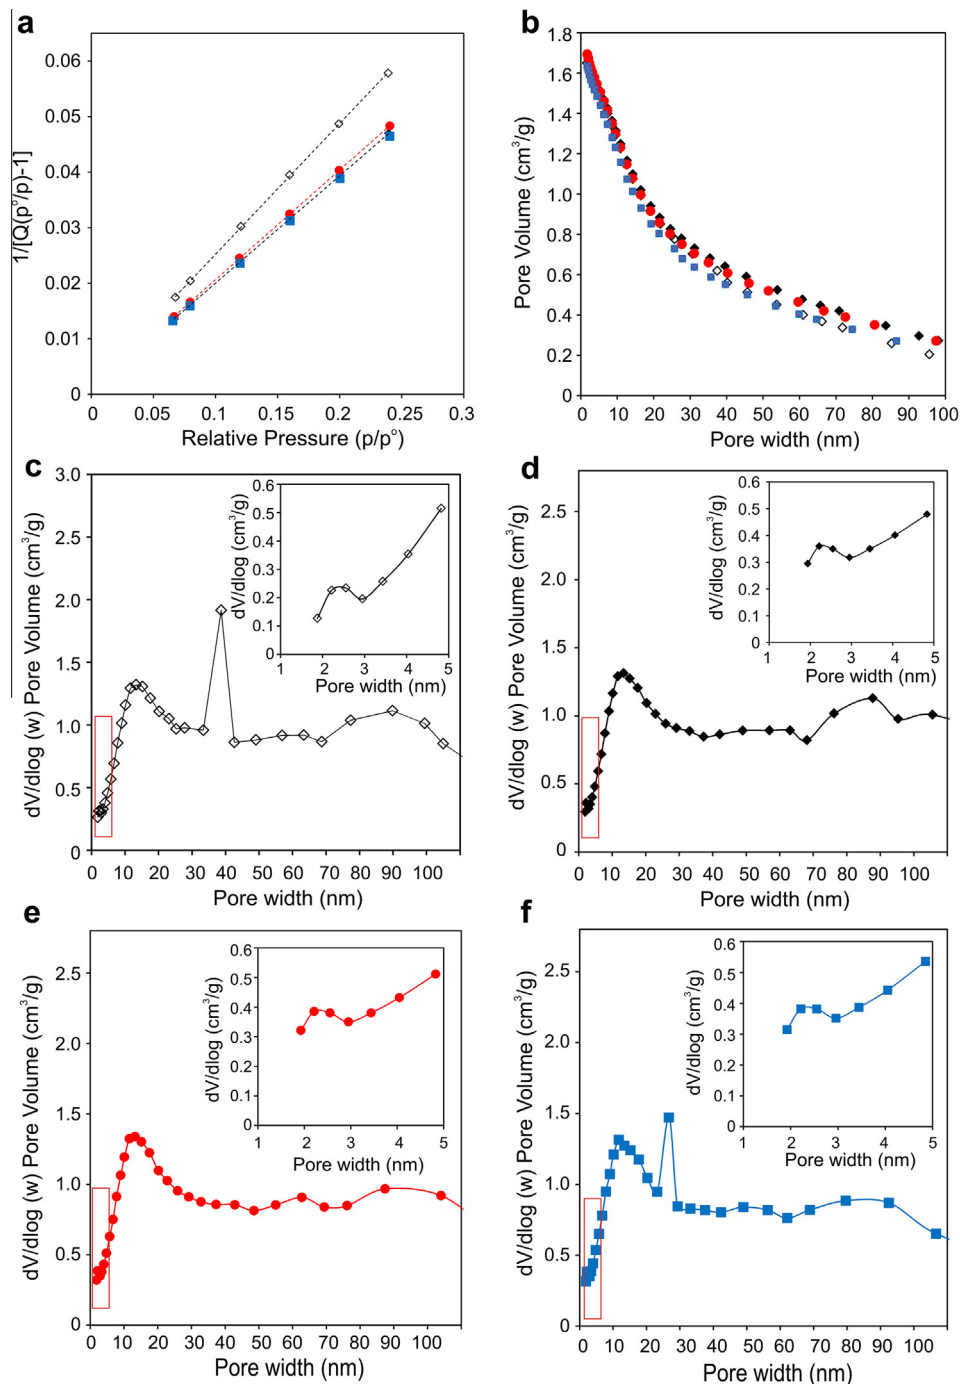 a
1/[Q(p°/p)-1]
0.06
0.05
0.04
0.03
0.02
0.01
0
0 0.05 0.1 0.15 0.2 0.25 0.3
Relative Pressure (p/p°)
b
Pore Volume (cm³/g)
1.8
1.6
1.4
1.2
1.0
0.8
0.6
0.4
0.2
0
0 10 20 30 40 50 60 70 80 90 100
Pore width (nm)
c
dV/dlog (w) Pore Volume (cm³/g)
3.0
2.5
2.0
1.5
1.0
0.5
0
0 10 20 30 40 50 60 70 80 90 100
Pore width (nm)
dV/dlog (cm³/g)
0.6
0.5
0.4
0.3
0.2
0.1
0
1 2 3 4 5
Pore width (nm)
d
dV/dlog (w) Pore Volume (cm³/g)
2.5
2.0
1.5
1.0
0.5
0
0 10 20 30 40 50 60 70 80 90 100
Pore width (nm)
dV/dlog (cm³/g)
0.6
0.5
0.4
0.3
0.2
0.1
0
1 2 3 4 5
Pore width (nm)
e
dV/dlog (w) Pore Volume (cm³/g)
2.5
2.0
1.5
1.0
0.5
0
0 10 20 30 40 50 60 70 80 90 100
Pore width (nm)
dV/dlog (cm³/g)
0.6
0.5
0.4
0.3
0.2
0.1
0
1 2 3 4 5
Pore width (nm)
f
dV/dlog (w) Pore Volume (cm³/g)
2.5
2.0
1.5
1.0
0.5
0
0 10 20 30 40 50 60 70 80 90 100
Pore width (nm)
dV/dlog (cm³/g)
0.6
0.5
0.4
0.3
0.2
0.1
0
1 2 3 4 5
Pore width (nm)